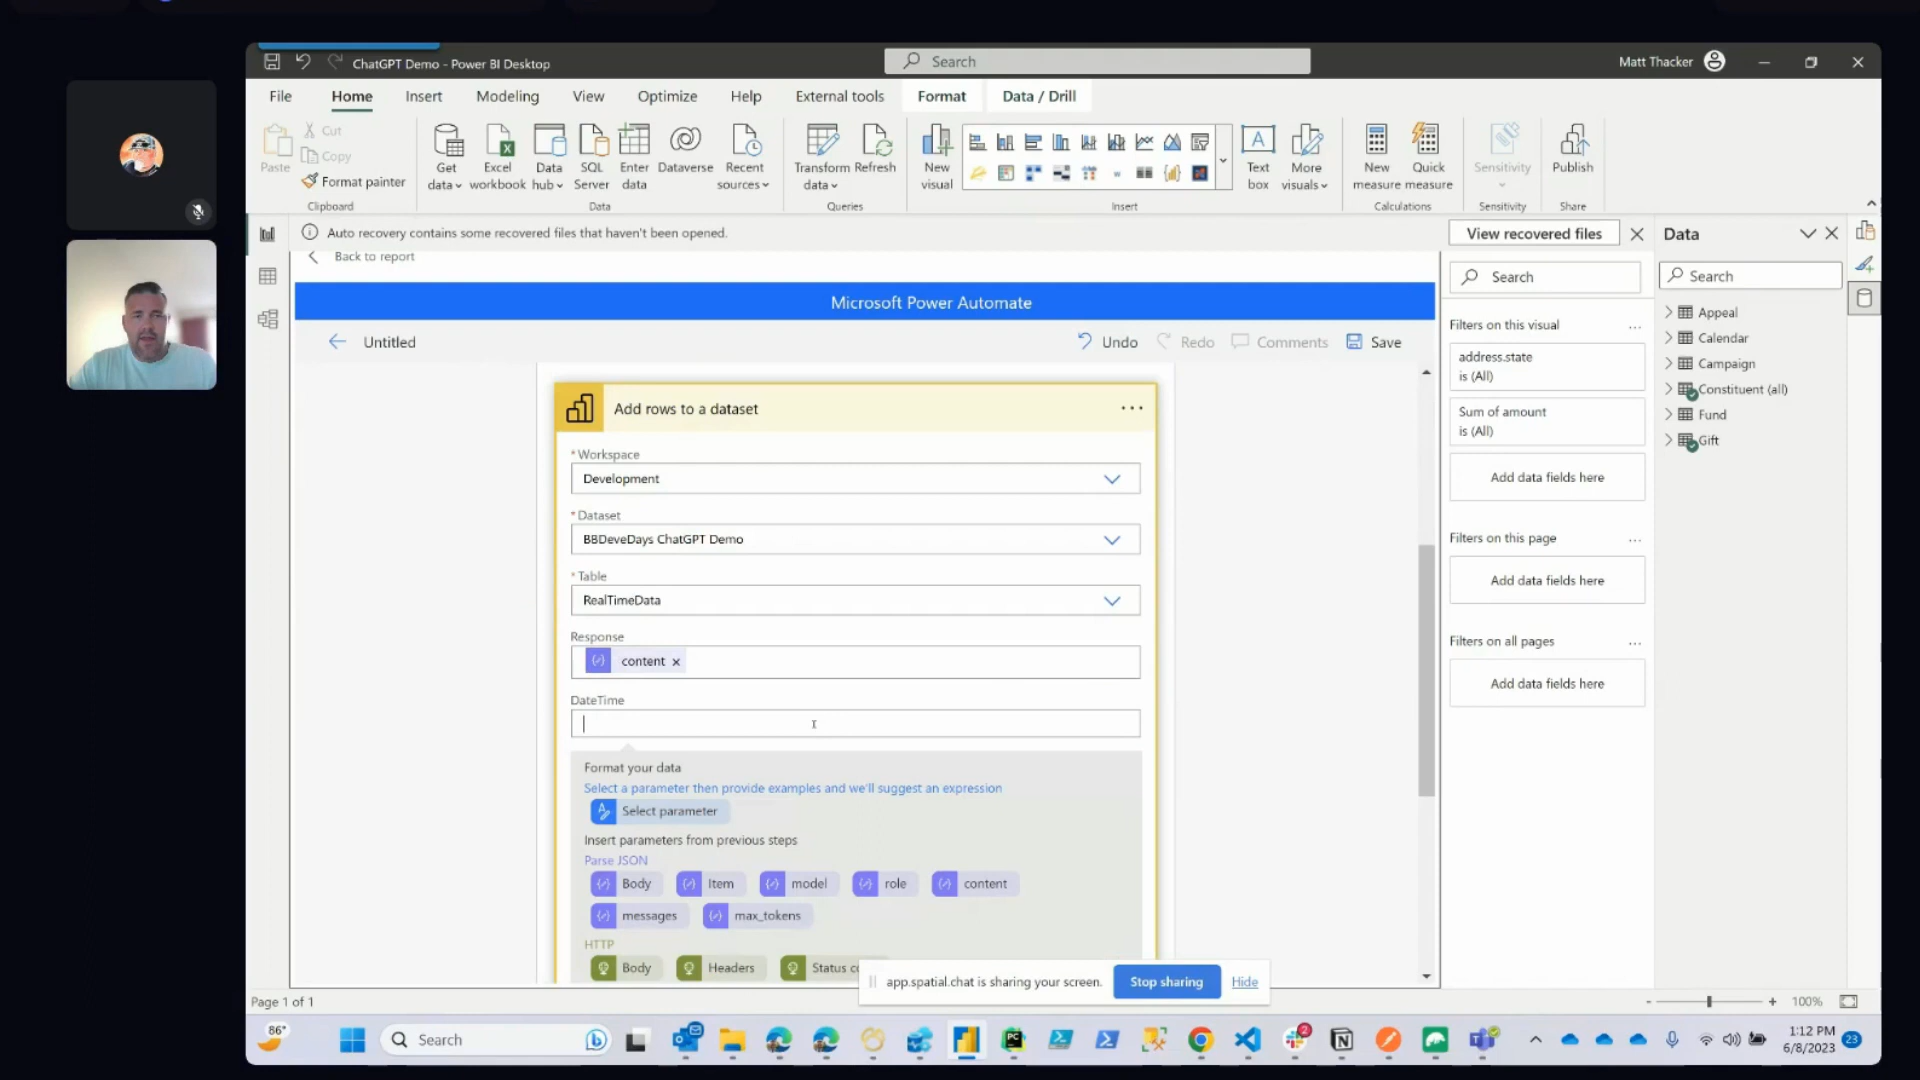 ChatGPT Demo - Power BI Desktop
Search
Matt Thacker
File Home Insert Modeling View Optimize Help External tools Format Data / Drill
Paste
Cut
Copy
Format painter
Clipboard
Get data
Excel workbook
Data hub
SQL Server
Enter data
Dataverse
Recent sources
Data
Transform data
Refresh
Queries
New visual
Text box
More visuals
Insert
New measure
Quick measure
Calculations
Sensitivity
Sensitivity
Publish
Share
Auto recovery contains some recovered files that haven't been opened.
View recovered files
Back to report
Microsoft Power Automate
Untitled
Undo Redo Comments Save
Add rows to a dataset
* Workspace
Development
* Dataset
BBDeveDays ChatGPT Demo
* Table
RealTimeData
Response
content ×
DateTime
Format your data
Select a parameter then provide examples and we'll suggest an expression
Select parameter
Insert parameters from previous steps
Parse JSON
Body Item model role content
messages max_tokens
HTTP
Body Headers Status
app.spatial.chat is sharing your screen.
Stop sharing
Hide
Search
Filters on this visual ...
address.state
is (All)
Sum of amount
is (All)
Add data fields here
Filters on this page ...
Add data fields here
Filters on all pages ...
Add data fields here
Data
Search
Appeal
Calendar
Campaign
Constituent (all)
Fund
Gift
Page 1 of 1
- + 100%
86°
Search
2
1:12 PM
6/8/2023
23